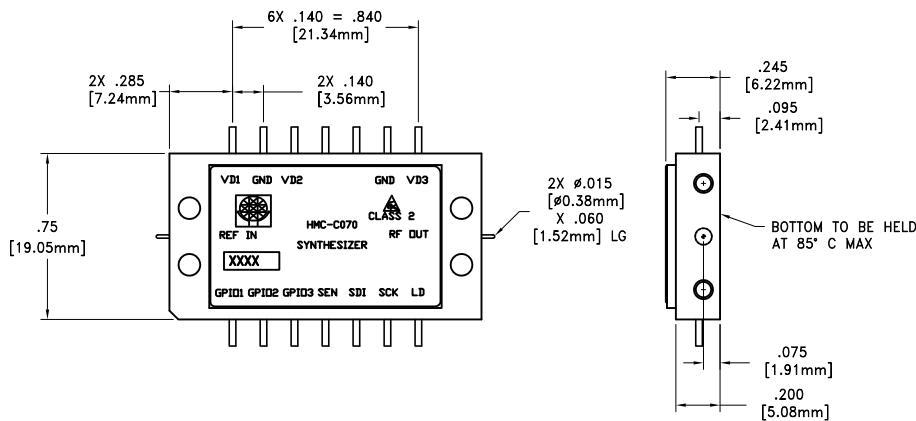 6X .140 = .840
[21.34mm]
2X .285
[7.24mm]
2X .140
[3.56mm]
.245
[6.22mm]
.095
[2.41mm]
VD1 GND VD2 GND VD3
2X ø.015
[ø0.38mm]
X .060
[1.52mm] LG
.75
[19.05mm]
CLASS 2
HMC-C070
REF IN
RF OUT
SYNTHESIZER
BOTTOM TO BE HELD
AT 85° C MAX
XXXX
GPIO1 GPIO2 GPIO3 SEN SDI SCK LD
.075
[1.91mm]
.200
[5.08mm]